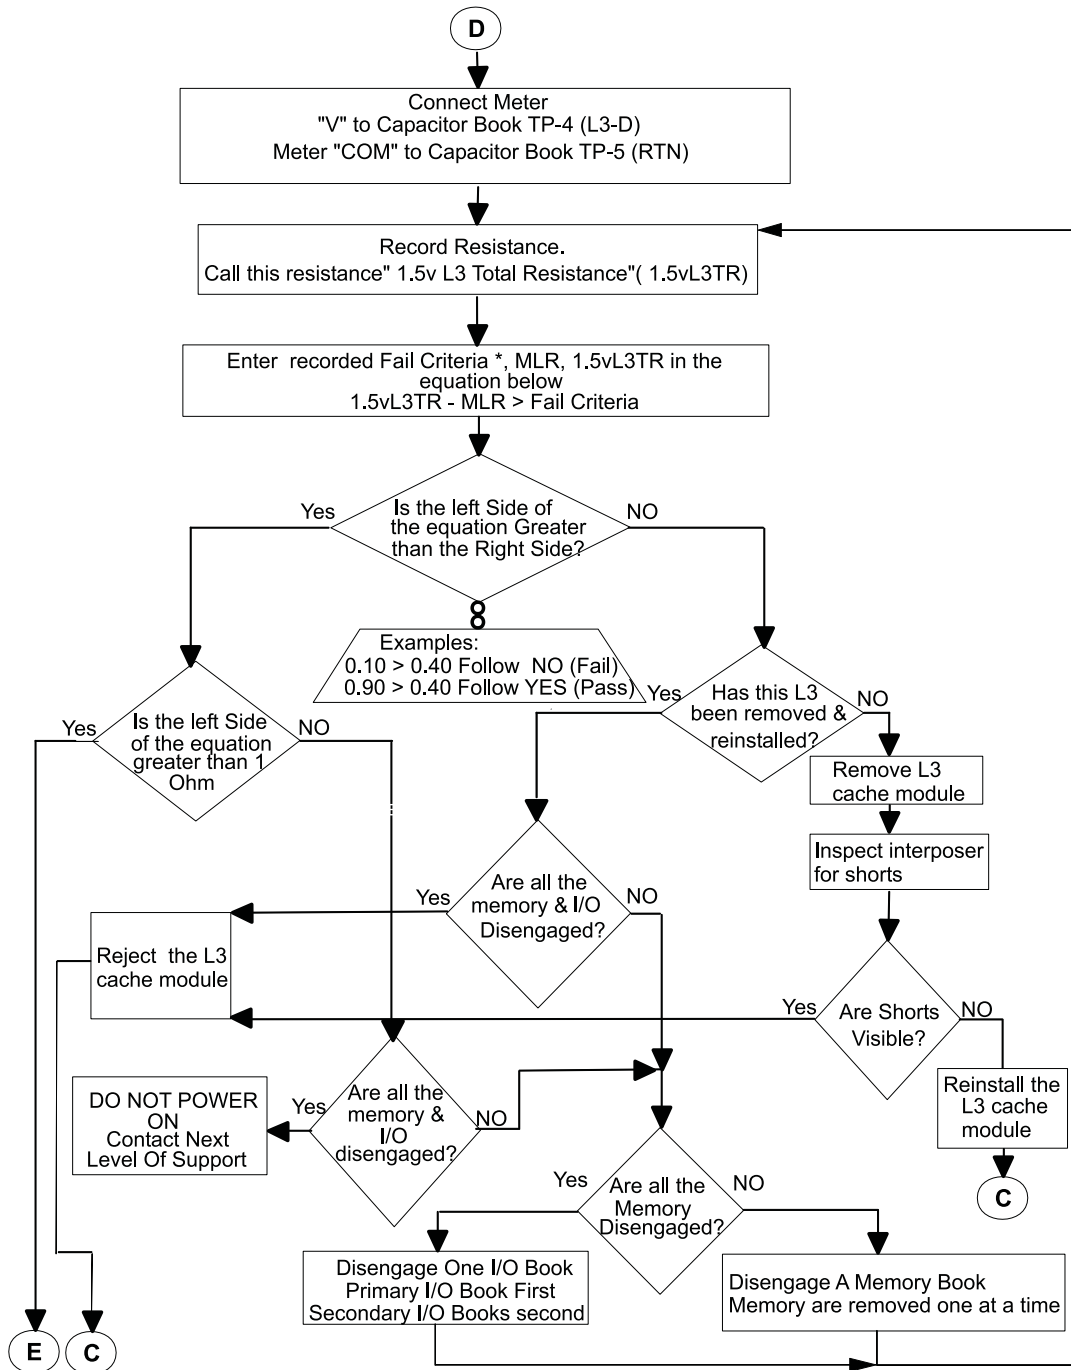 D
Connect Meter
"V" to Capacitor Book TP-4 (L3-D)
Meter "COM" to Capacitor Book TP-5 (RTN)
Record Resistance.
Call this resistance" 1.5v L3 Total Resistance"( 1.5vL3TR)
Enter recorded Fail Criteria *, MLR, 1.5vL3TR in the
equation below
1.5vL3TR - MLR > Fail Criteria
Yes
Is the left Side of
the equation Greater
than the Right Side?
NO
Examples:
0.10 > 0.40 Follow NO (Fail)
0.90 > 0.40 Follow YES (Pass)
Yes
Is the left Side
of the equation
greater than 1
Ohm
NO
Yes
Has this L3
been removed &
reinstalled?
NO
Remove L3
cache module
Inspect interposer
for shorts
Yes
Are all the
memory & I/O
Disengaged?
NO
Reject the L3
cache module
Yes
Are Shorts
Visible?
NO
DO NOT POWER
ON
Contact Next
Level Of Support
Yes
Are all the
memory &
I/O
disengaged?
NO
Reinstall the
L3 cache
module
C
Yes
Are all the
Memory
Disengaged?
NO
Disengage One I/O Book
Primary I/O Book First
Secondary I/O Books second
Disengage A Memory Book
Memory are removed one at a time
E
C